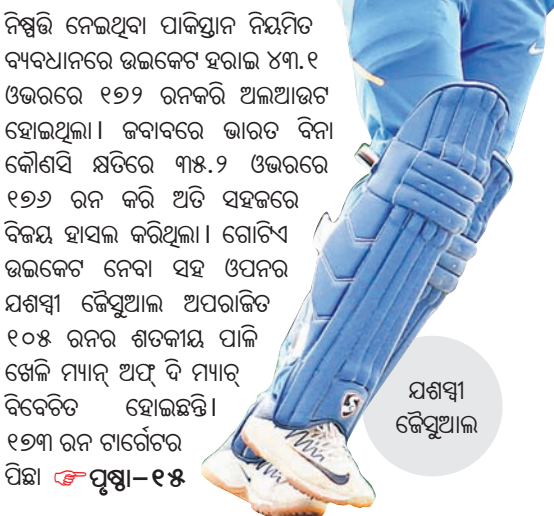 ନିଷ୍ପତ୍ତି ନେଇଥିବା ପାକିସ୍ତାନ ନିୟମିତ
ବ୍ୟବଧାନରେ ଉଇକେଟ ହରାଇ ୪୩.୧
ଓଭରରେ ୧୭୨ ରନକରି ଅଲଆଉଟ
ହୋଇଥିଲା। ଜବାବରେ ଭାରତ ବିନା
କୌଣସି କ୍ଷତିରେ ୩୫.୨ ଓଭରରେ
୧୭୬ ରନ କରି ଅତି ସହଜରେ
ବିଜୟ ହାସଲ କରିଥିଲା। ଗୋଟିଏ
ଉଇକେଟ ନେବା ସହ ଓପନର
ଯଶସ୍ୱୀ ଜୈସୁଆଲ ଅପରାଜିତ
୧୦୫ ରନର ଶତକୀୟ ପାଳି
ଖେଳି ମ୍ୟାନ୍ ଅଫ୍ ଦି ମ୍ୟାଚ୍
ବିବେଚିତ ହୋଇଛନ୍ତି।
୧୭୩ ରନ ଟାର୍ଗେଟର
ପିଛା ☞ ପୃଷ୍ଠା–୧୫
ଯଶସ୍ୱୀ
ଜୈସୁଆଲ